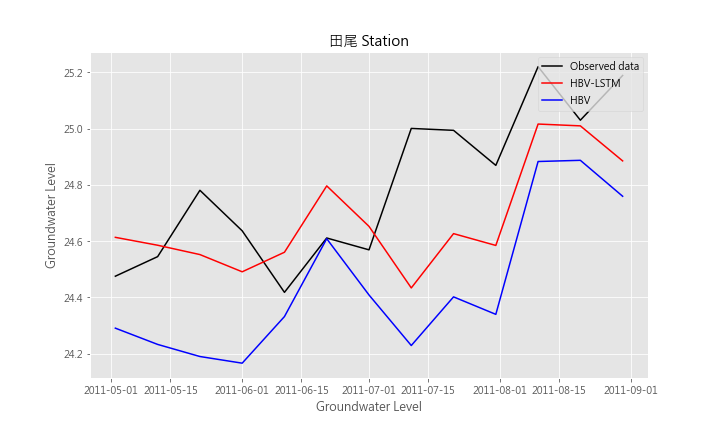 田尾 Station
Observed data
HBV-LSTM
HBV
Groundwater Level
25.2
25.0
24.8
24.6
24.4
24.2
2011-05-01 2011-05-15 2011-06-01 2011-06-15 2011-07-01 2011-07-15 2011-08-01 2011-08-15 2011-09-01
Groundwater Level